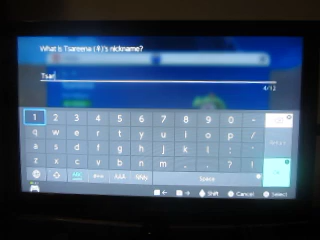 What is Tsareena (♀)'s nickname?
Tsar
4/12
1 2 3 4 5 6 7 8 9 0 -
q w e r t y u i o p /
a s d f g h j k l : '
z x c v b n m , . ? !
Space
Shift Cancel Select